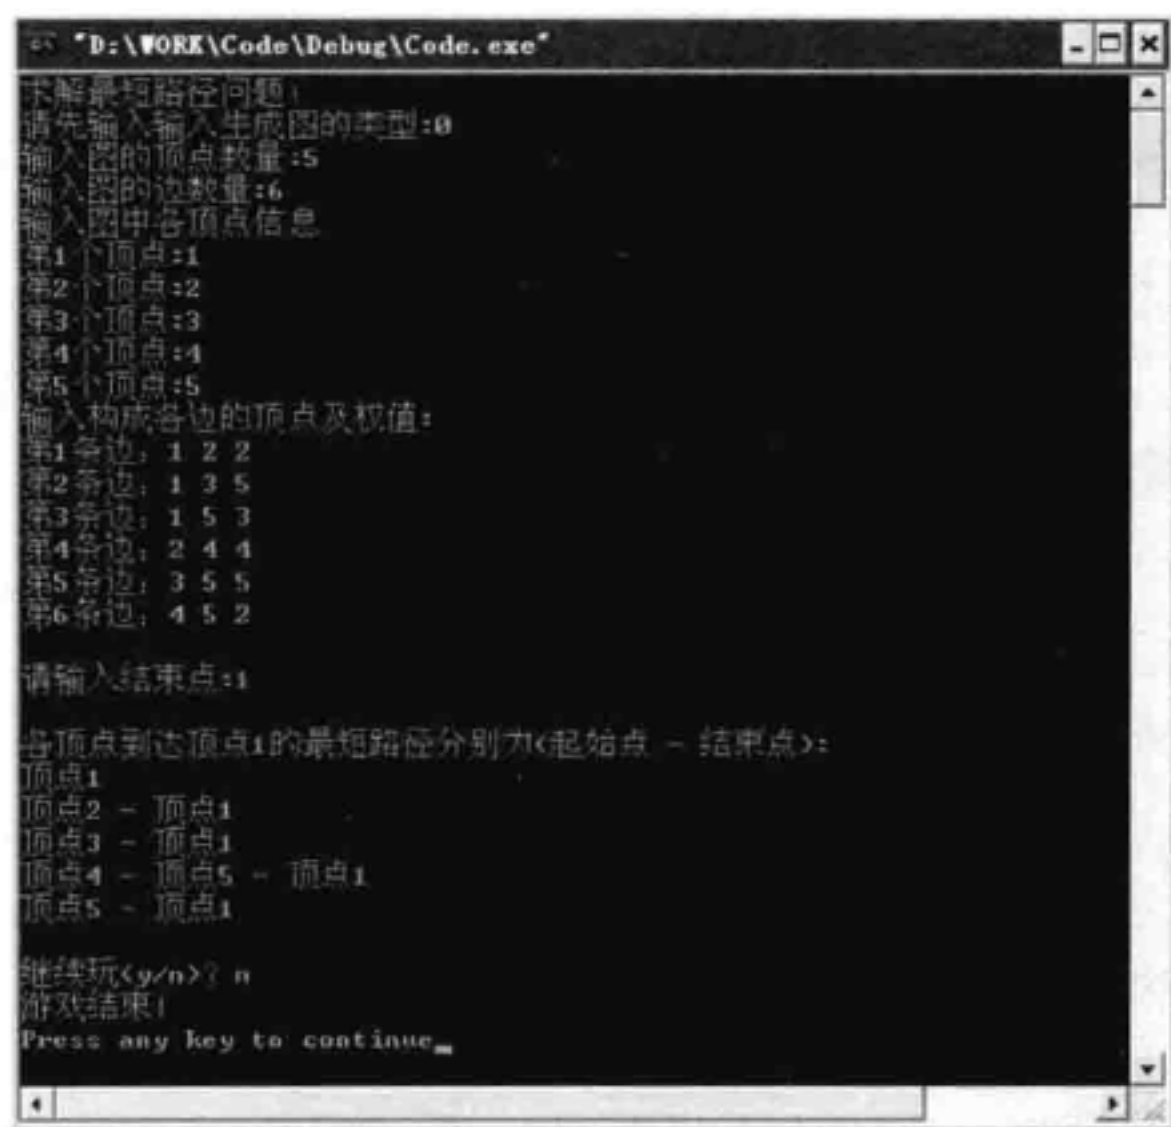 "D:\WORK\Code\Debug\Code.exe"
求解最短路径问题!
请先输入输入生成图的类型:0
输入图的顶点数量:5
输入图的边数量:6
输入图中各顶点信息
第1个顶点:1
第2个顶点:2
第3个顶点:3
第4个顶点:4
第5个顶点:5
输入构成各边的顶点及权值:
第1条边: 1 2 2
第2条边: 1 3 5
第3条边: 1 5 3
第4条边: 2 4 4
第5条边: 3 5 5
第6条边: 4 5 2
请输入结束点:1
各顶点到达顶点1的最短路径分别为(起始点 - 结束点):
顶点1
顶点2 - 顶点1
顶点3 - 顶点1
顶点4 - 顶点5 - 顶点1
顶点5 - 顶点1
继续玩(y/n)? n
游戏结束!
Press any key to continue_